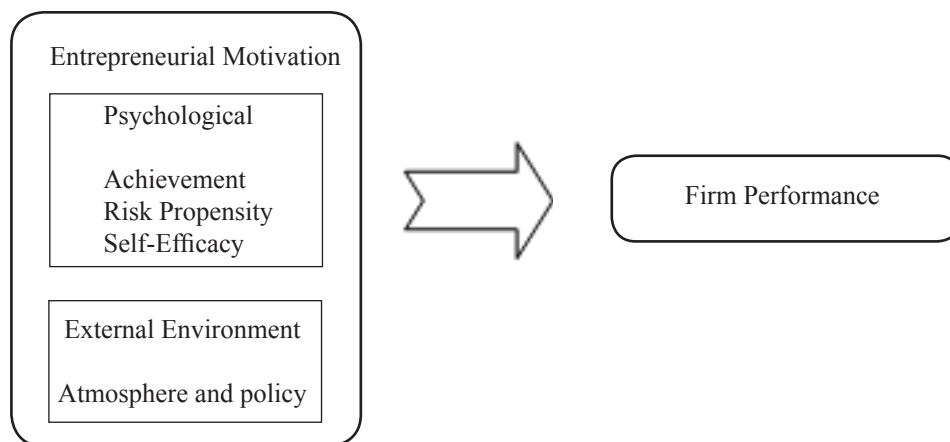 Entrepreneurial Motivation
Psychological
Achievement
Risk Propensity
Self-Efficacy
External Environment
Atmosphere and policy
Firm Performance